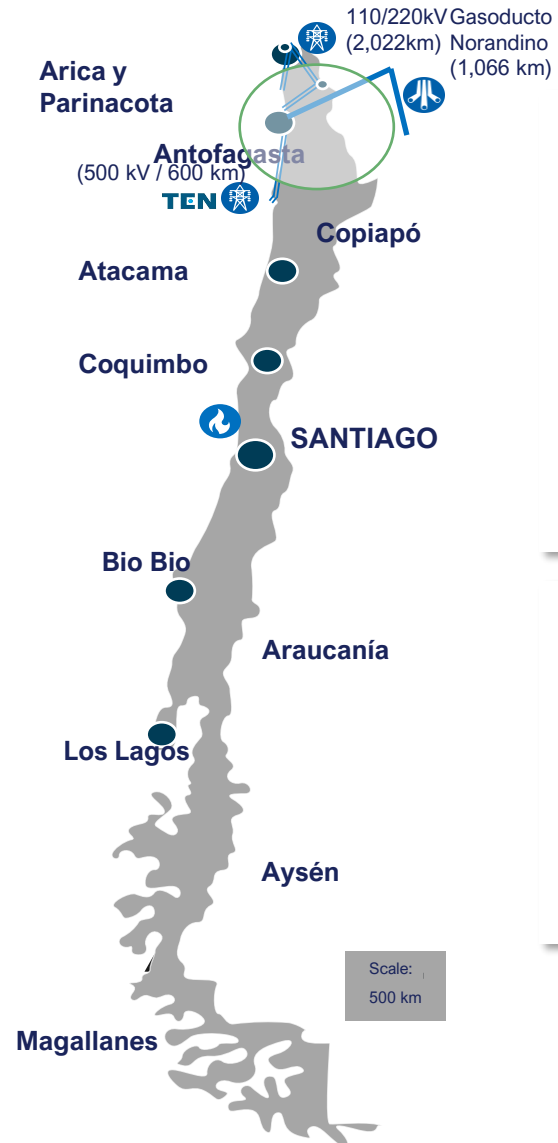 110/220kV
(2,022km)
Gasoducto
Norandino
(1,066 km)
Arica y
Parinacota
Antofagasta
(500 kV / 600 km)
TEN
Copiapó
Atacama
Coquimbo
SANTIAGO
Bio Bio
Araucanía
Los Lagos
Aysén
Scale:
500 km
Magallanes